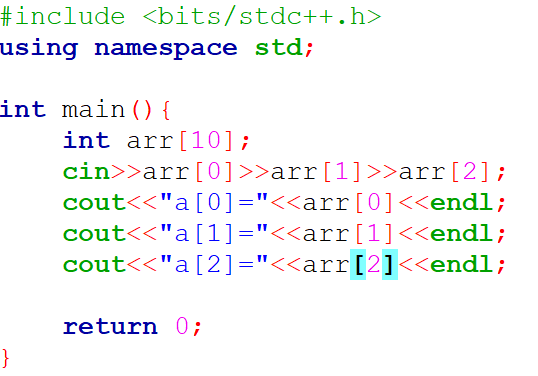 #include <bits/stdc++.h>
using namespace std;
int main(){
    int arr[10];
    cin>>arr[0]>>arr[1]>>arr[2];
    cout<<"a[0]="<<arr[0]<<endl;
    cout<<"a[1]="<<arr[1]<<endl;
    cout<<"a[2]="<<arr[2]<<endl;
    return 0;
}